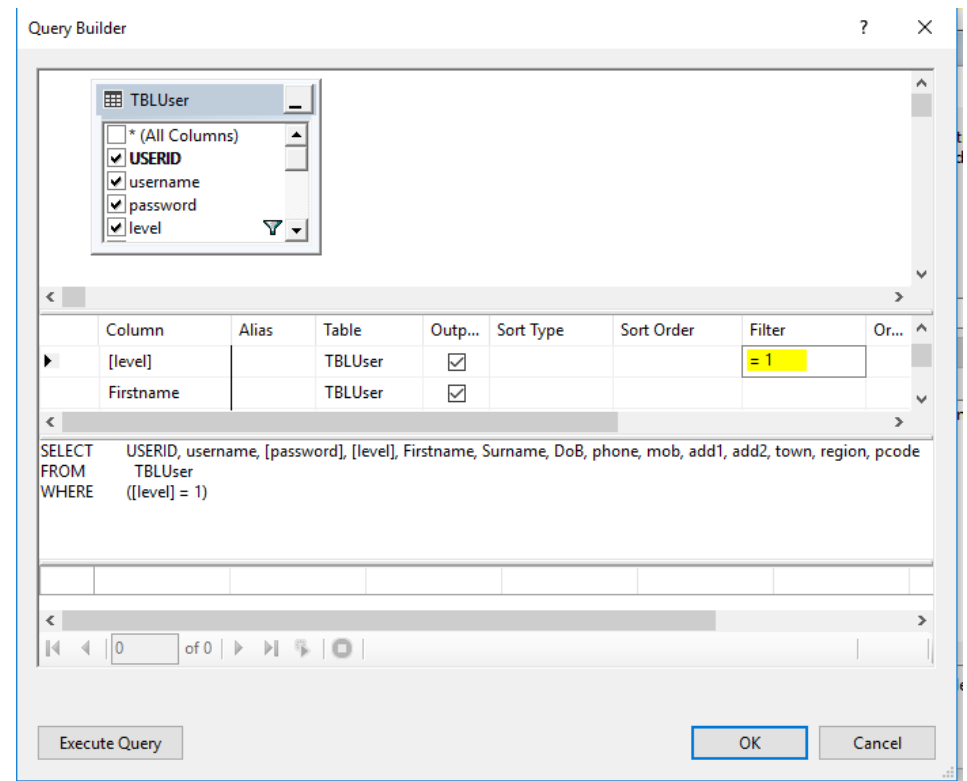 Query Builder
?
TBLUser
* (All Columns)
USERID
username
password
level
Column Alias Table Outp... Sort Type Sort Order Filter Or...
[level] TBLUser = 1
Firstname TBLUser
SELECT USERID, username, [password], [level], Firstname, Surname, DoB, phone, mob, add1, add2, town, region, pcode
FROM TBLUser
WHERE ([level] = 1)
0 of 0
Execute Query OK Cancel